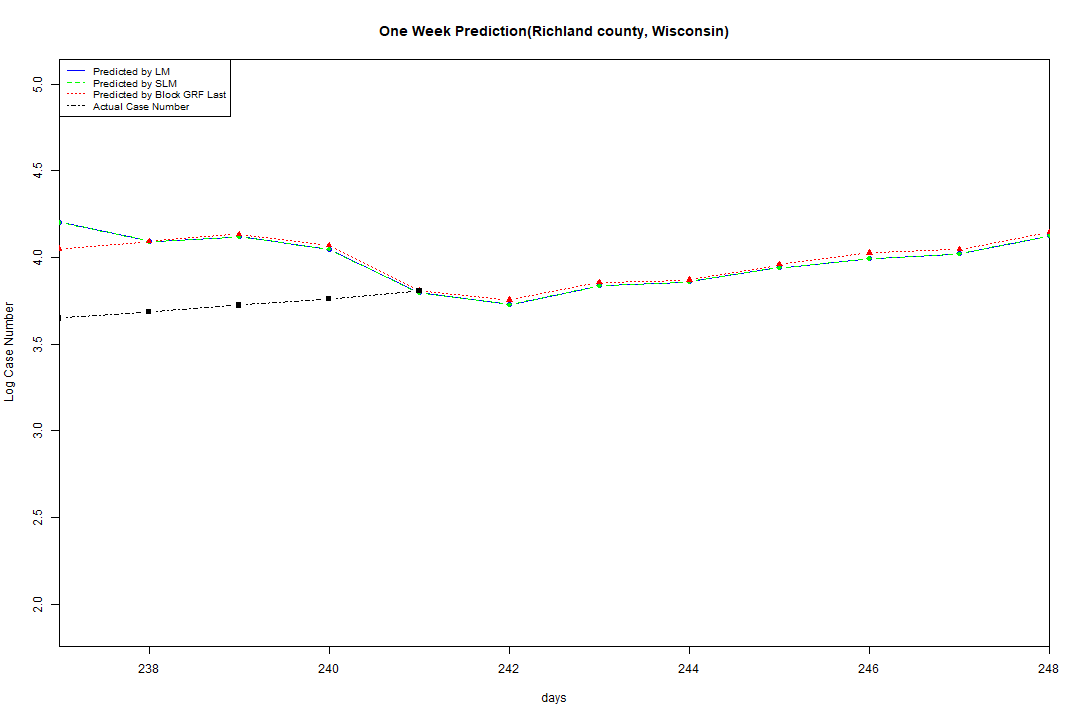 One Week Prediction(Richland county, Wisconsin)
Predicted by LM
Predicted by SLM
Predicted by Block GRF Last
Actual Case Number
5.0
4.5
4.0
3.5
3.0
2.5
2.0
Log Case Number
238 240 242 244 246 248
days